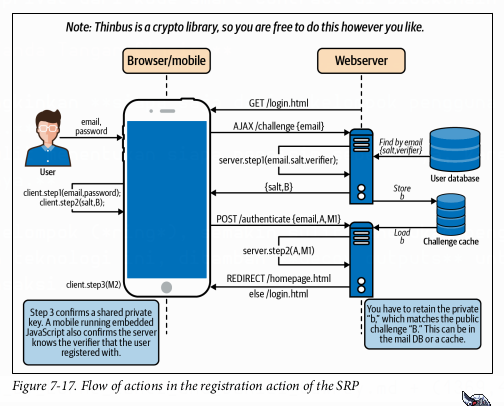 Note: Thinbus is a crypto library, so you are free to do this however you like.
Browser/mobile
Webserver
GET /login.html
email,
password
AJAX /challenge {email}
User
server.step1(email.salt.verifier);
Find by email
{salt,verifier}
User database
client.step1(email,password);
client.step2(salt,B);
{salt,B}
Store
b
POST /authenticate {email,A,M1}
Challenge cache
Load
b
server.step2(A,M1)
client.step3(M2)
REDIRECT /homepage.html
else /login.html
Step 3 confirms a shared private
key. A mobile running embedded
JavaScript also confirms the server
knows the verifier that the user
registered with.
You have to retain the private
"b," which matches the public
challenge "B." This can be in
the mail DB or a cache.
Figure 7-17. Flow of actions in the registration action of the SRP